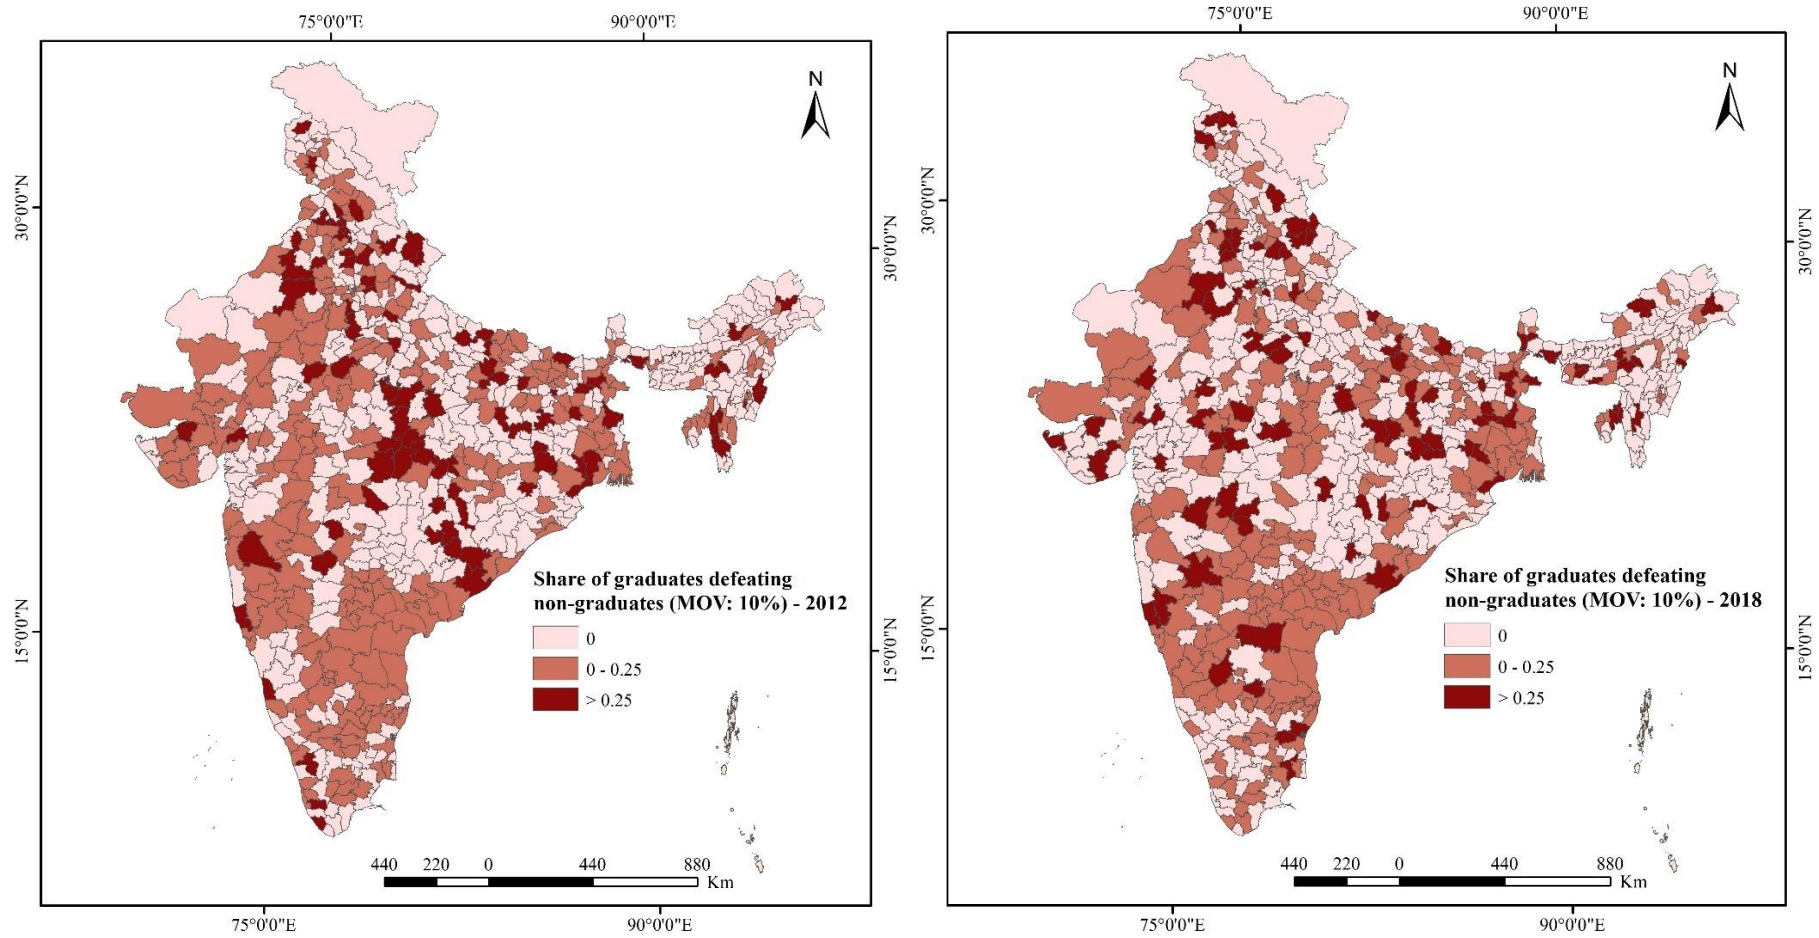 75°0'0"E 90°0'0"E
N
30°0'0"N
30°0'0"N
Share of graduates defeating
non-graduates (MOV: 10%) - 2012
0
0 - 0.25
> 0.25
15°0'0"N
15°0'0"N
440 220 0 440 880
Km
75°0'0"E 90°0'0"E
75°0'0"E 90°0'0"E
N
30°0'0"N
30°0'0"N
Share of graduates defeating
non-graduates (MOV: 10%) - 2018
0
0 - 0.25
> 0.25
15°0'0"N
15°0'0"N
440 220 0 440 880
Km
75°0'0"E 90°0'0"E